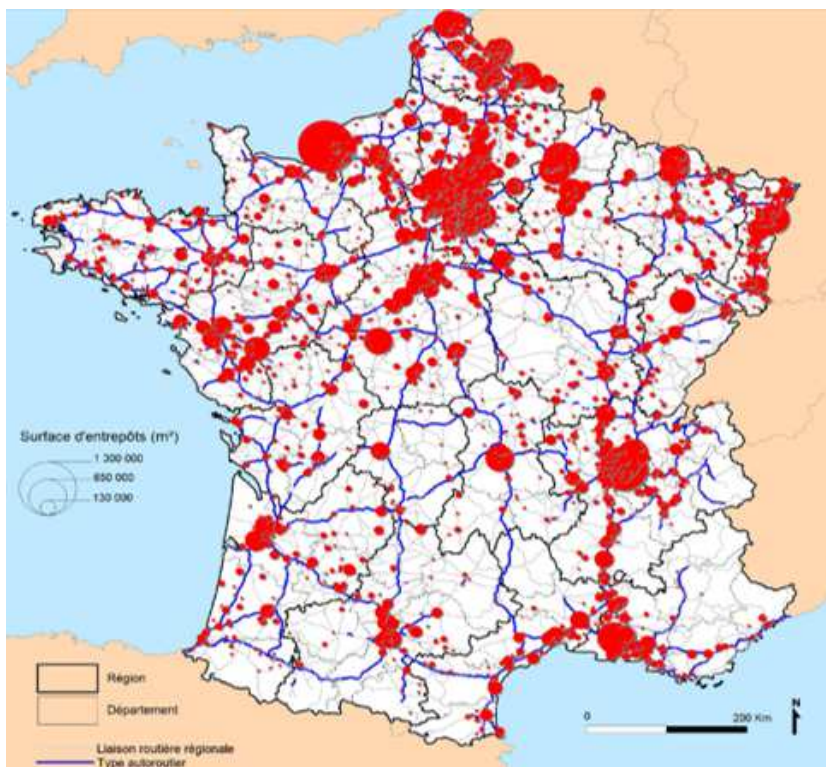 Surface d'entrepôts (m²)
1 300 000
650 000
130 000
Région
Département
Liaison routière régionale
Type autoroutier
N
0
200 Km